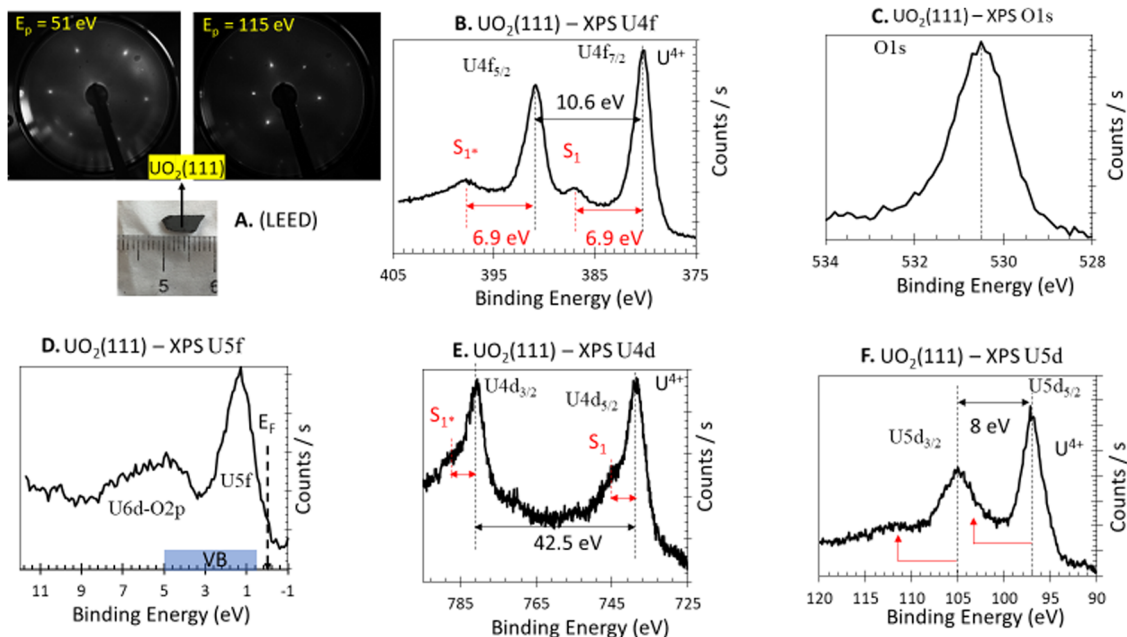 Ep = 51 eV
Ep = 115 eV
UO2(111)
A. (LEED)
5
6
B. UO2(111) – XPS U4f
U4f7/2
U4+
U4f5/2
10.6 eV
S1*
S1
6.9 eV
6.9 eV
Counts / s
405 395 385 375
Binding Energy (eV)
C. UO2(111) – XPS O1s
O1s
Counts / s
534 532 530 528
Binding Energy (eV)
D. UO2(111) – XPS U5f
EF
U5f
U6d-O2p
VB
Counts / s
11 9 7 5 3 1 -1
Binding Energy (eV)
E. UO2(111) – XPS U4d
U4d3/2
U4d5/2
U4+
S1*
S1
42.5 eV
Counts / s
785 765 745 725
Binding Energy (eV)
F. UO2(111) – XPS U5d
U5d5/2
8 eV
U5d3/2
U4+
Counts / s
120 115 110 105 100 95 90
Binding Energy (eV)